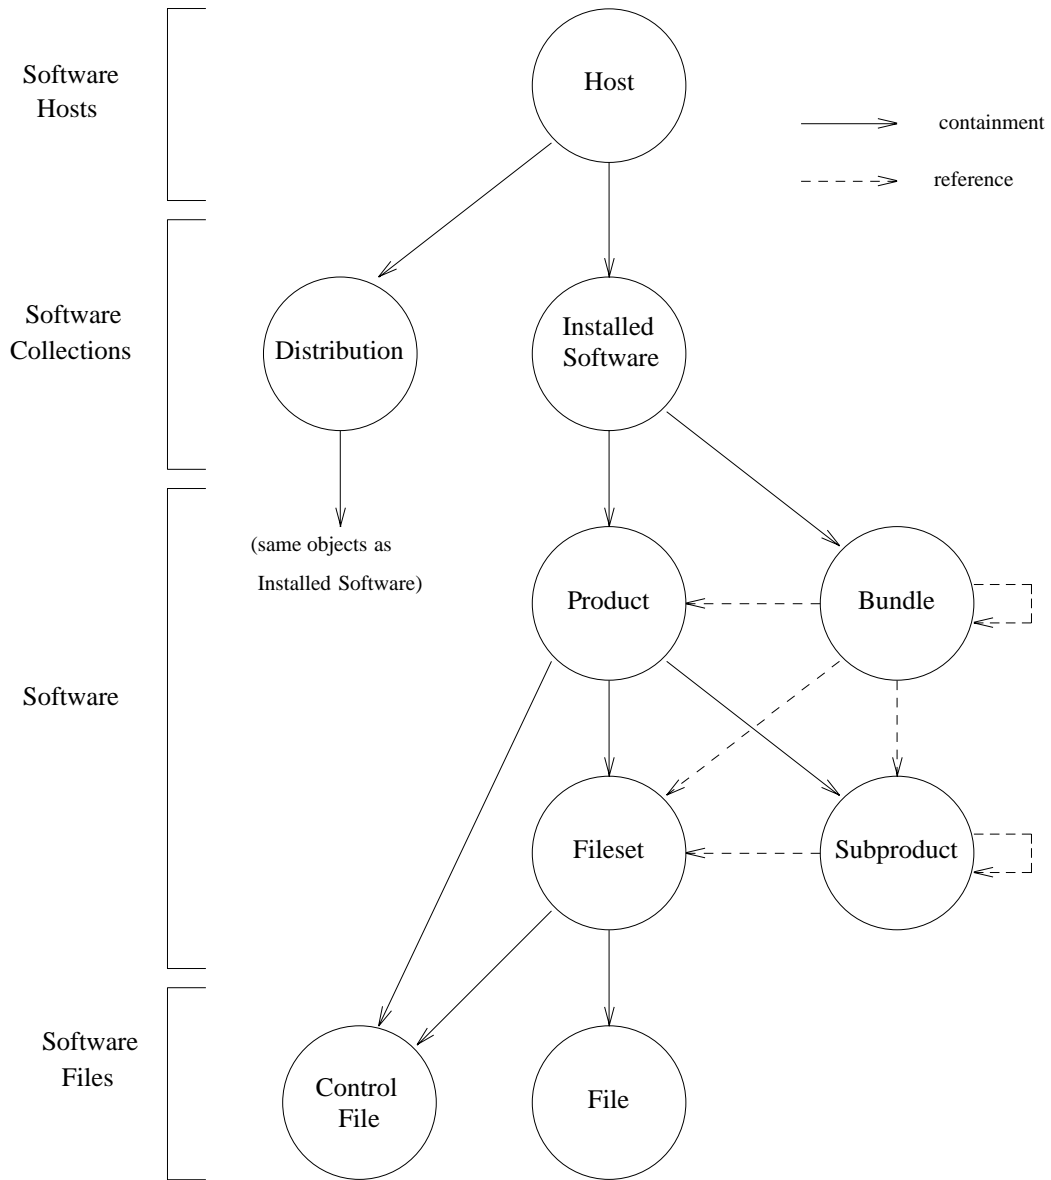 Software
Hosts
Host
containment
reference
Software
Collections
Distribution
Installed
Software
(same objects as
Installed Software)
Software
Product
Bundle
Fileset
Subproduct
Software
Files
Control
File
File